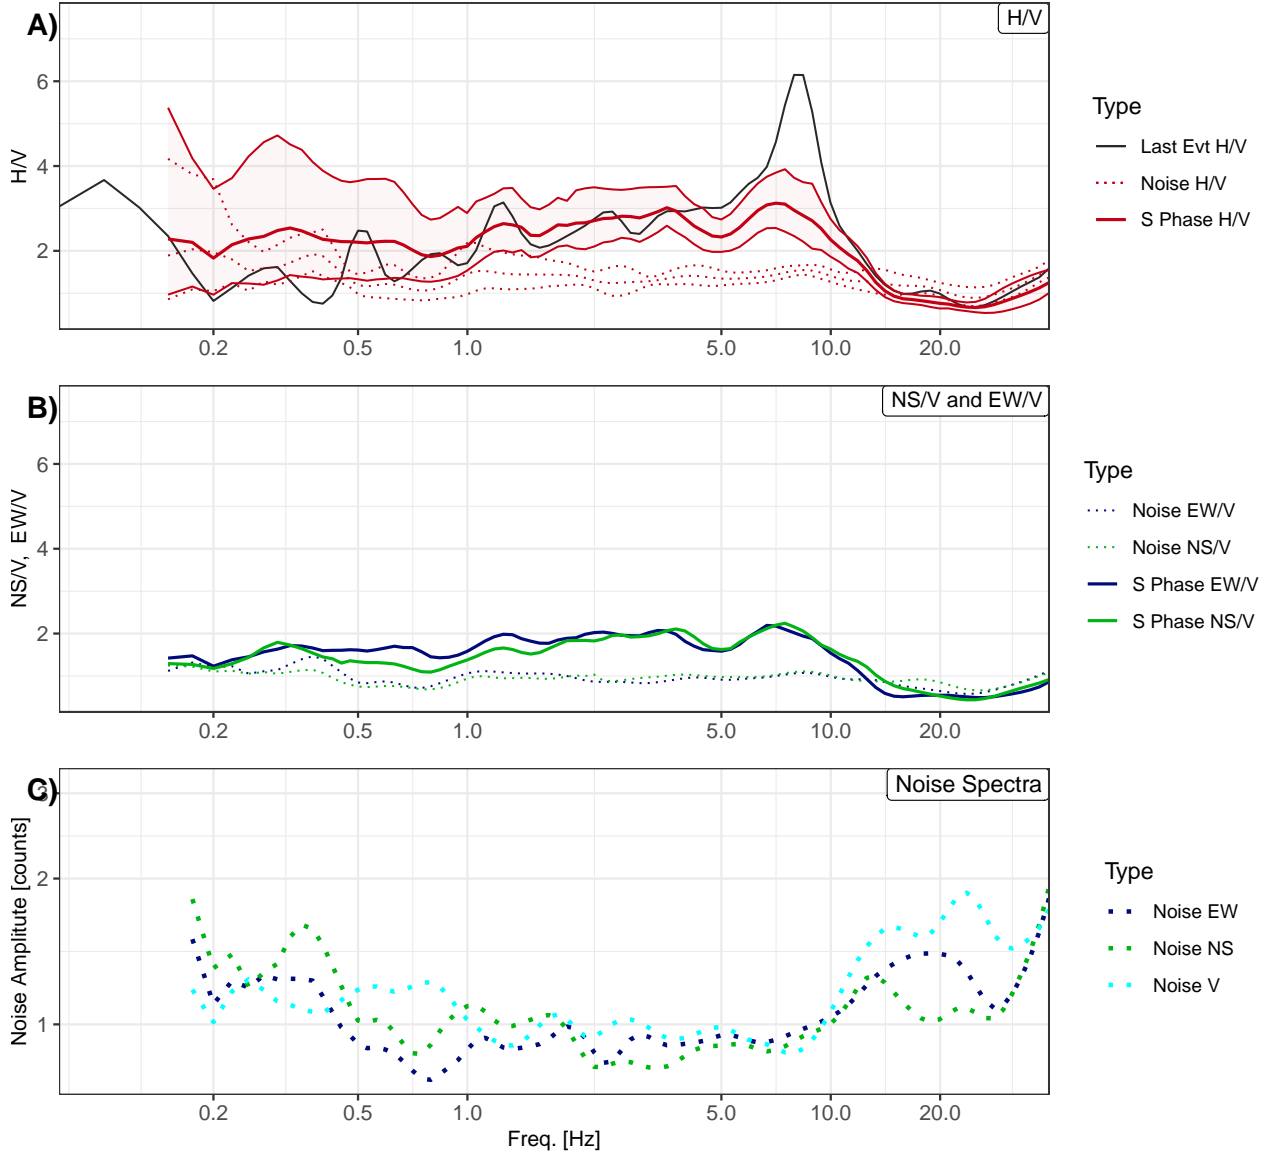 A)
H/V
H/V
6
4
2
0.2 0.5 1.0 5.0 10.0 20.0
Type
Last Evt H/V
Noise H/V
S Phase H/V
B)
NS/V and EW/V
NS/V, EW/V
6
4
2
0.2 0.5 1.0 5.0 10.0 20.0
Type
Noise EW/V
Noise NS/V
S Phase EW/V
S Phase NS/V
C)
Noise Spectra
Noise Amplitude [counts]
2
1
0.2 0.5 1.0 5.0 10.0 20.0
Freq. [Hz]
Type
Noise EW
Noise NS
Noise V